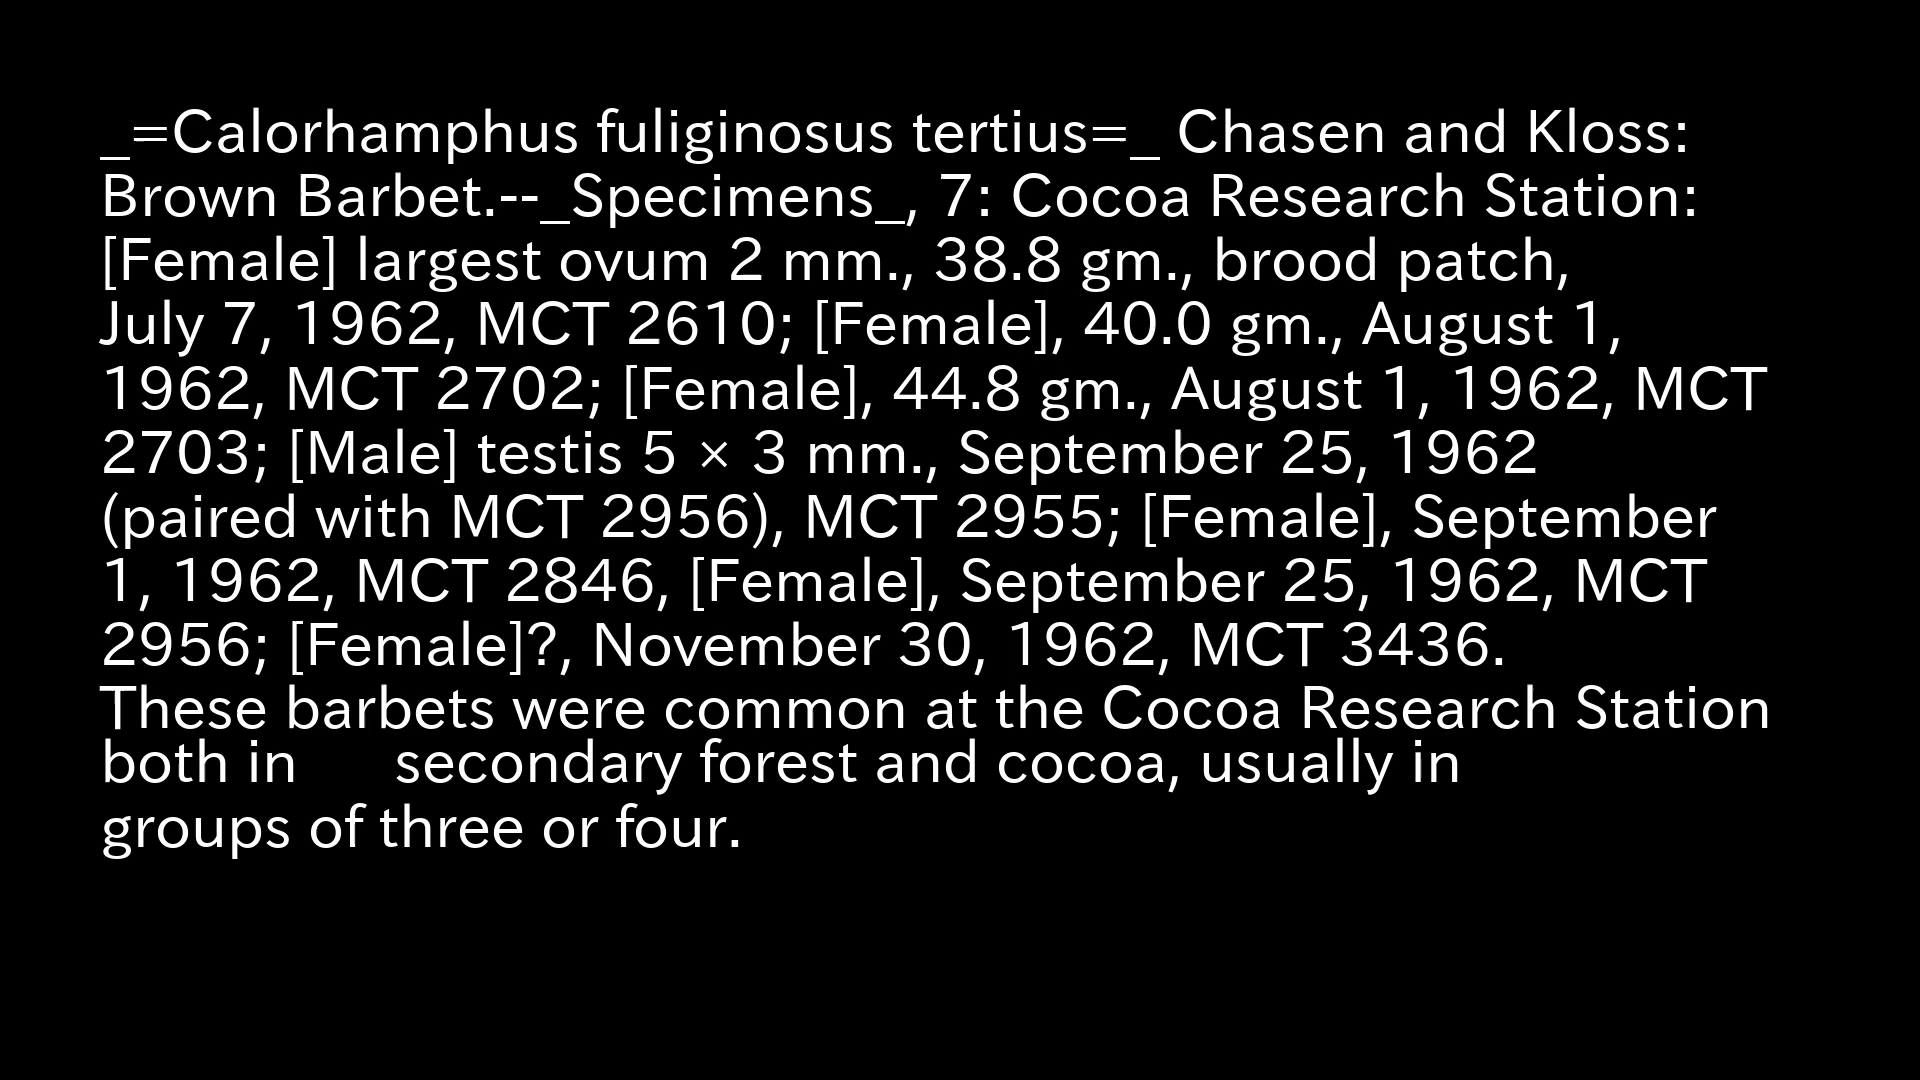 _=Calorhamphus fuliginosus tertius=_ Chasen and Kloss:
Brown Barbet.--_Specimens_, 7: Cocoa Research Station:
[Female] largest ovum 2 mm., 38.8 gm., brood patch,
July 7, 1962, MCT 2610; [Female], 40.0 gm., August 1,
1962, MCT 2702; [Female], 44.8 gm., August 1, 1962, MCT
2703; [Male] testis 5 × 3 mm., September 25, 1962
(paired with MCT 2956), MCT 2955; [Female], September
1, 1962, MCT 2846, [Female], September 25, 1962, MCT
2956; [Female]?, November 30, 1962, MCT 3436.
These barbets were common at the Cocoa Research Station
both in      secondary forest and cocoa, usually in
groups of three or four.